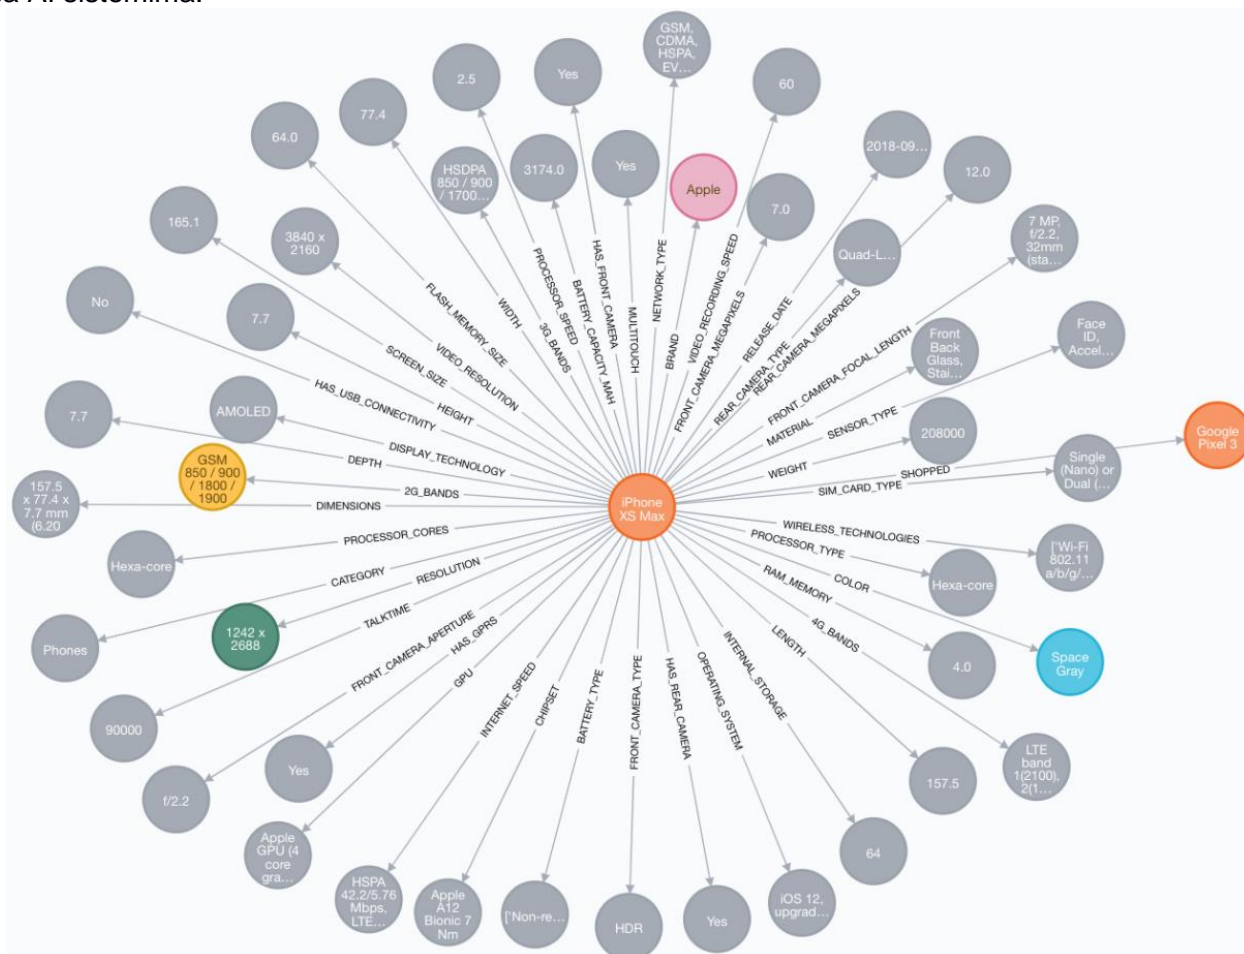 AI sistemima.
GSM,
CDMA,
HSPA,
EV...
Yes
2.5
60
77.4
64.0
2018-09...
HSDPA
850 / 900
/ 1700...
3174.0
Yes
Apple
7.0
12.0
165.1
3840 x
2160
Quad-L...
7 MP,
f/2.2,
32mm
(sta...
No
7.7
Front
Back
Glass,
Stai...
Face
ID,
Accel...
7.7
AMOLED
208000
Google
Pixel 3
GSM
850 / 900
/ 1800 /
1900
Single
(Nano) or
Dual (...
157.5
x 77.4 x
7.7 mm
(6.20
iPhone
XS Max
Hexa-core
['Wi-Fi
802.11
a/b/g/...
Hexa-core
Phones
1242 x
2688
4.0
Space
Gray
90000
f/2.2
Yes
157.5
LTE
band
1(2100),
2(1...
Apple
GPU (4
core
gra...
64
HSPA
42.2/5.76
Mbps,
LTE...
Apple
A12
Bionic 7
Nm
['Non-re...
HDR
Yes
iOS 12,
upgrad...
FLASH_MEMORY_SIZE
WIDTH
PROCESSOR_SPEED
3G_BANDS
BATTERY_CAPACITY_MAH
HAS_FRONT_CAMERA
MULTITOUCH
NETWORK_TYPE
BRAND
VIDEO_RECORDING_SPEED
FRONT_CAMERA_MEGAPIXELS
RELEASE_DATE
REAR_CAMERA_TYPE
REAR_CAMERA_MEGAPIXELS
FRONT_CAMERA_FOCAL_LENGTH
MATERIAL
SENSOR_TYPE
WEIGHT
SHOPPED
SIM_CARD_TYPE
WIRELESS_TECHNOLOGIES
PROCESSOR_TYPE
COLOR
RAM_MEMORY
4G_BANDS
LENGTH
INTERNAL_STORAGE
OPERATING_SYSTEM
HAS_REAR_CAMERA
FRONT_CAMERA_TYPE
BATTERY_TYPE
CHIPSET
INTERNET_SPEED
GPU
HAS_GPRS
FRONT_CAMERA_APERTURE
TALKTIME
RESOLUTION
CATEGORY
PROCESSOR_CORES
DIMENSIONS
2G_BANDS
DEPTH
DISPLAY_TECHNOLOGY
HAS_USB_CONNECTIVITY
HEIGHT
SCREEN_SIZE
VIDEO_RESOLUTION